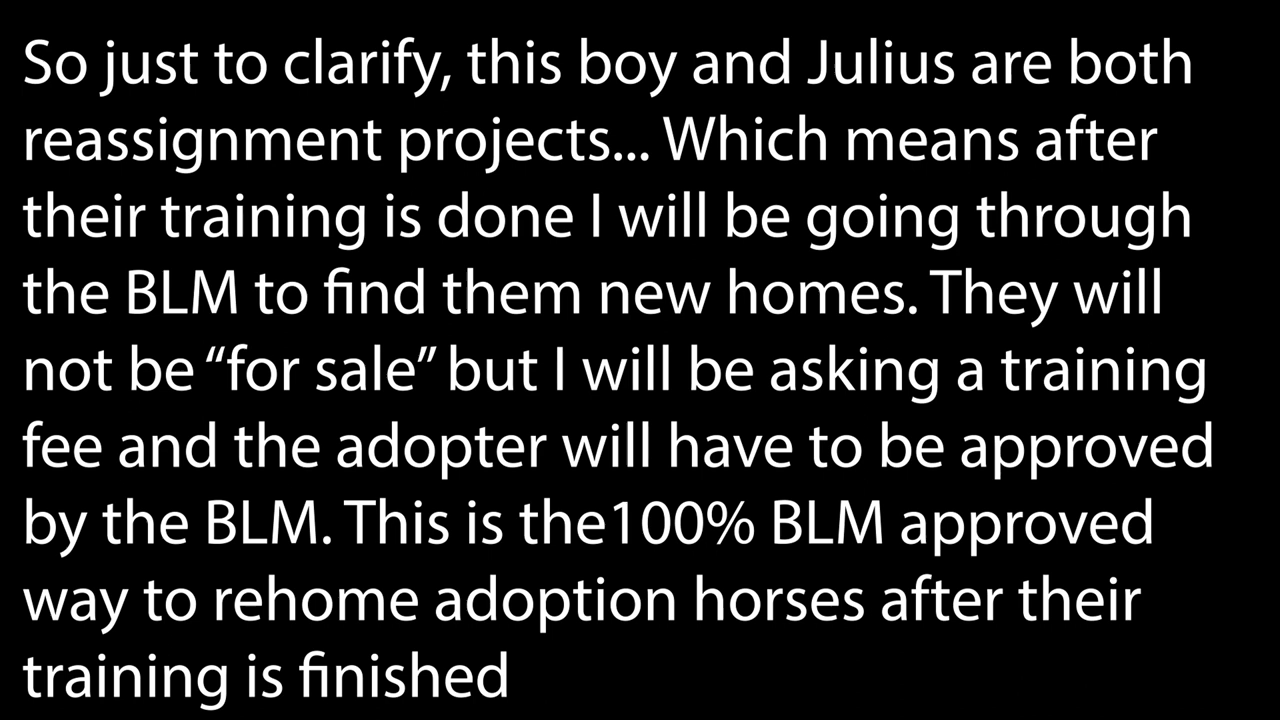 So just to clarify, this boy and Julius are both
reassignment projects... Which means after
their training is done I will be going through
the BLM to find them new homes. They will
not be “for sale” but I will be asking a training
fee and the adopter will have to be approved
by the BLM. This is the100% BLM approved
way to rehome adoption horses after their
training is finished